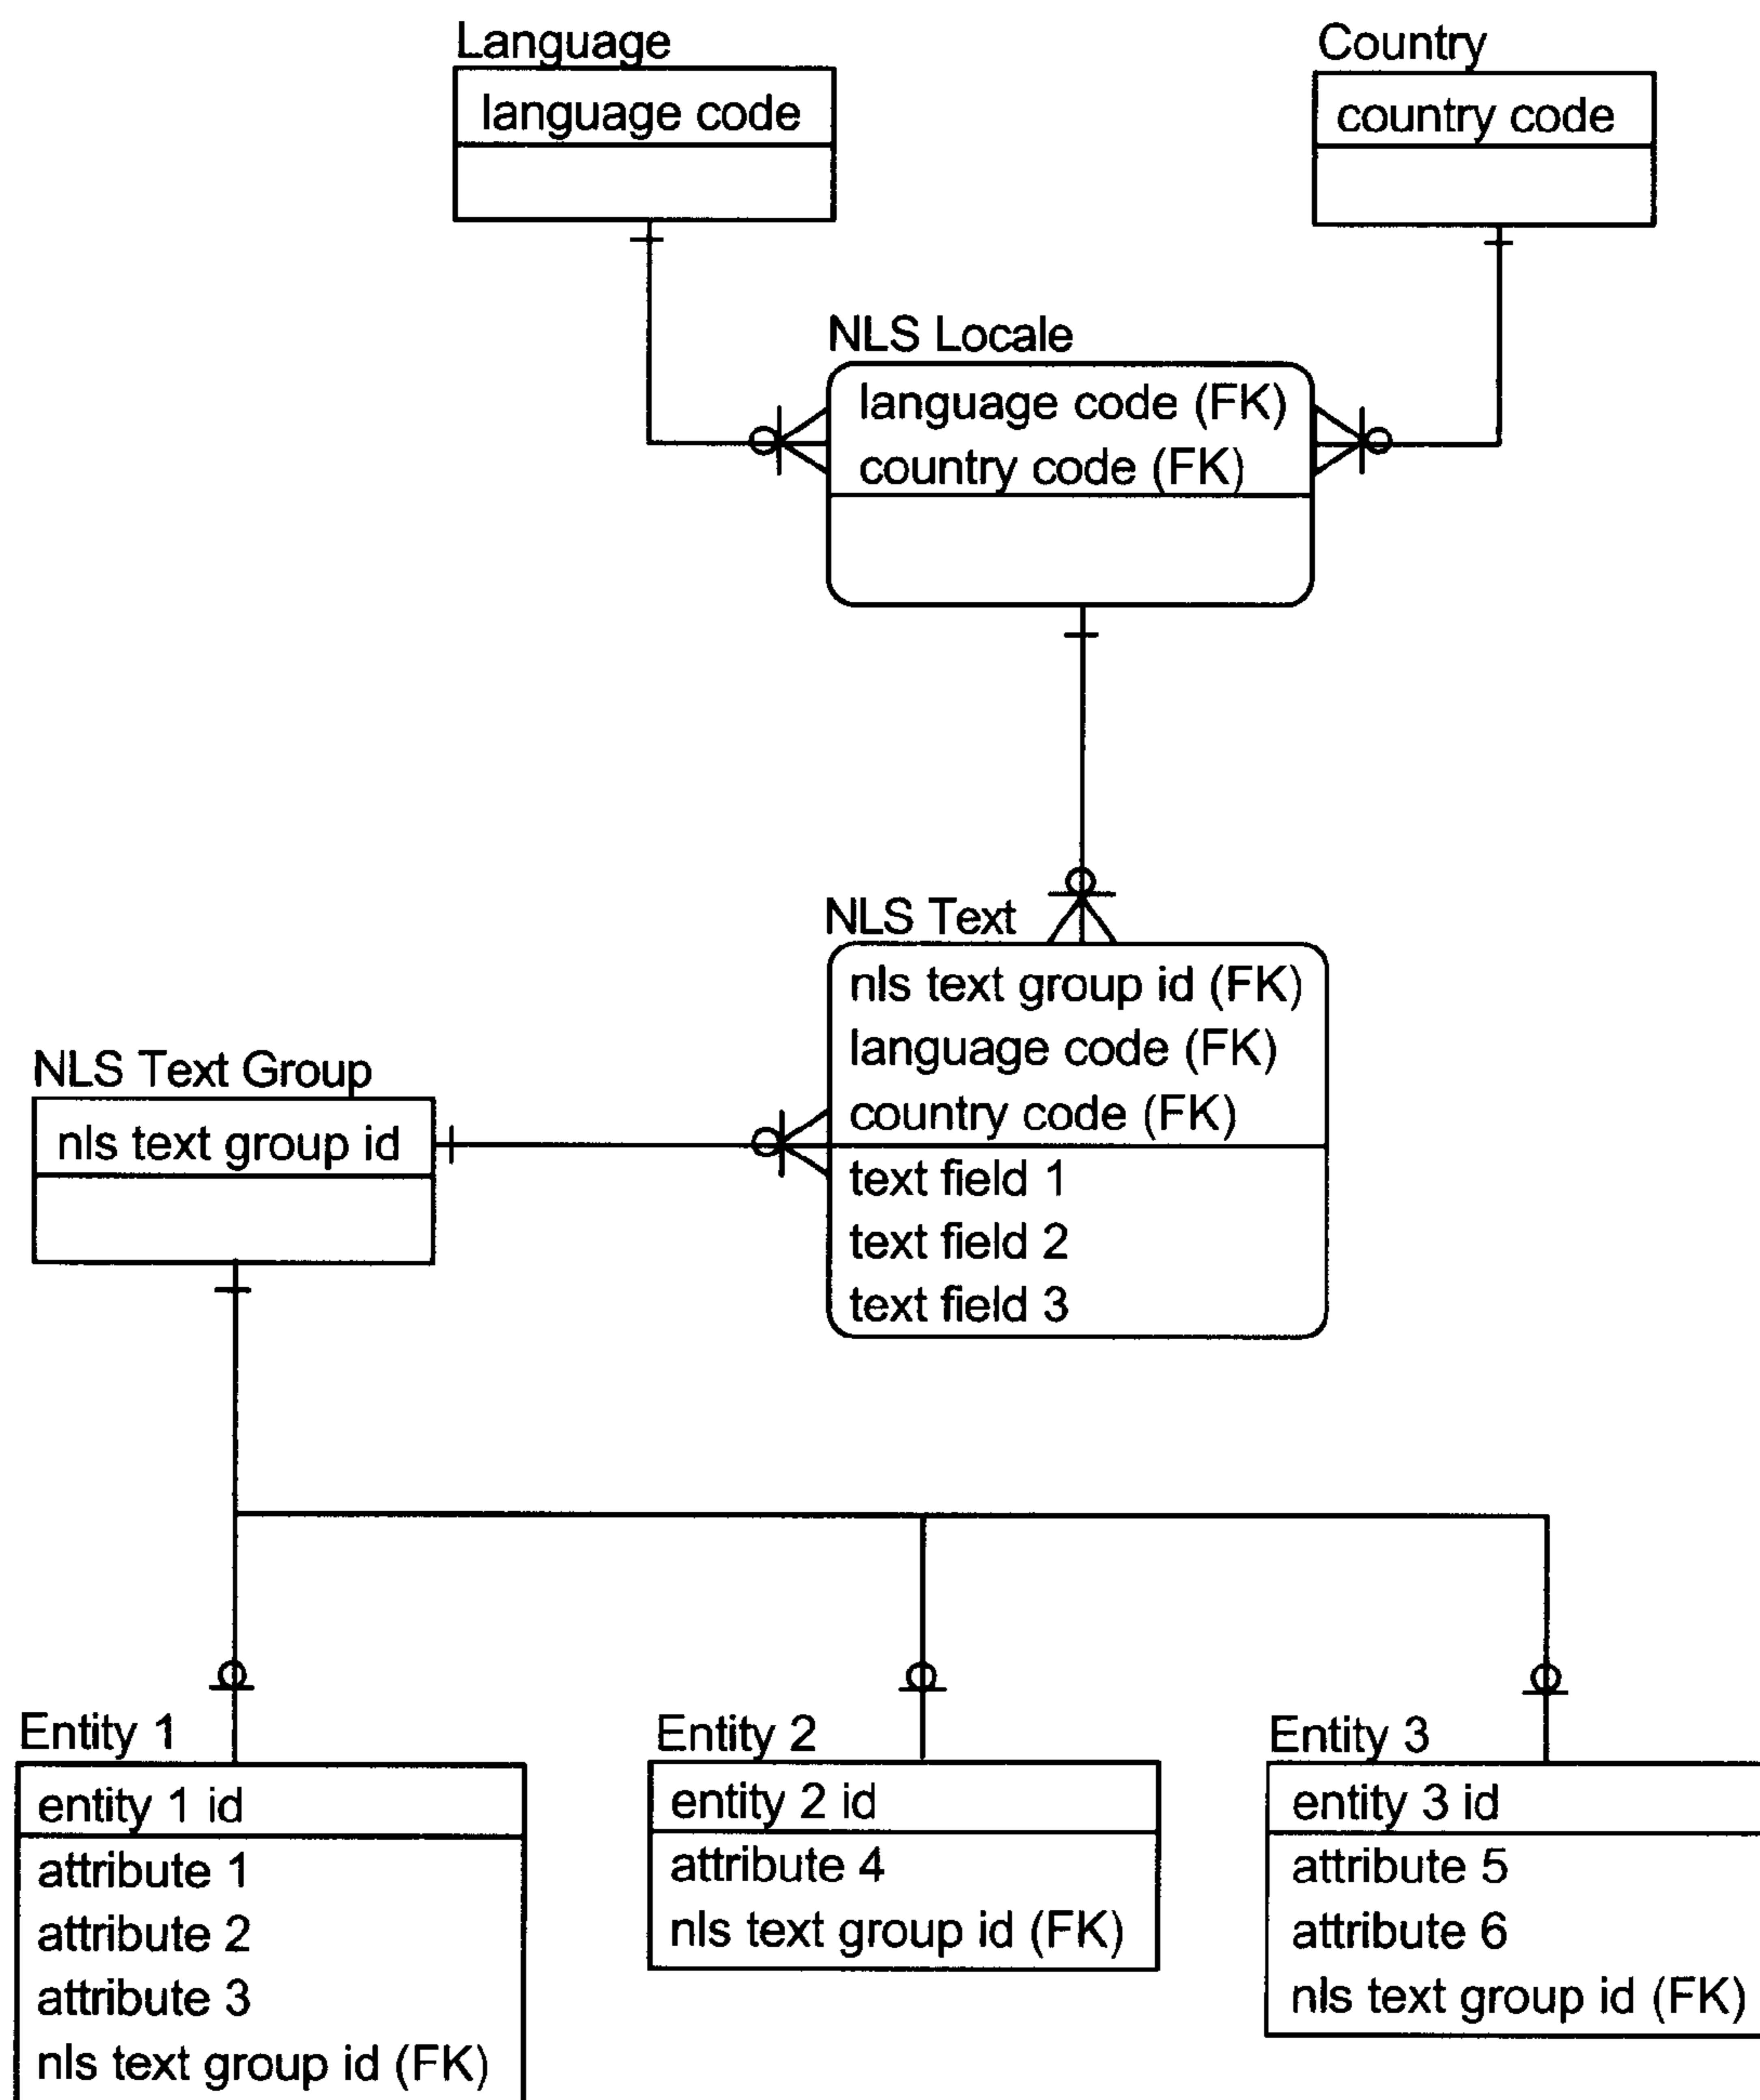 Language
language code
Country
country code
NLS Locale
language code (FK)
country code (FK)
NLS Text
nls text group id (FK)
language code (FK)
country code (FK)
text field 1
text field 2
text field 3
NLS Text Group
nls text group id
Entity 1
entity 1 id
attribute 1
attribute 2
attribute 3
nls text group id (FK)
Entity 2
entity 2 id
attribute 4
nls text group id (FK)
Entity 3
entity 3 id
attribute 5
attribute 6
nls text group id (FK)